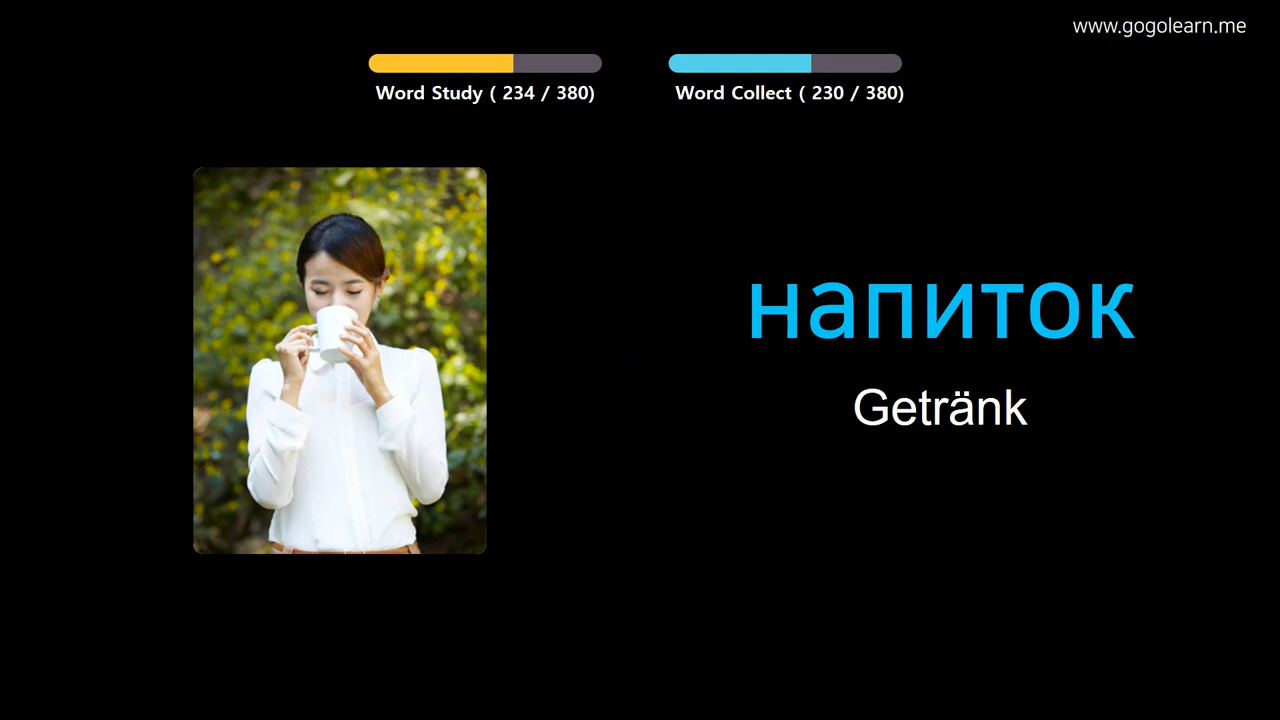 www.gogolearn.me
Word Study ( 234 / 380)
Word Collect ( 230 / 380)
напиток
Getränk